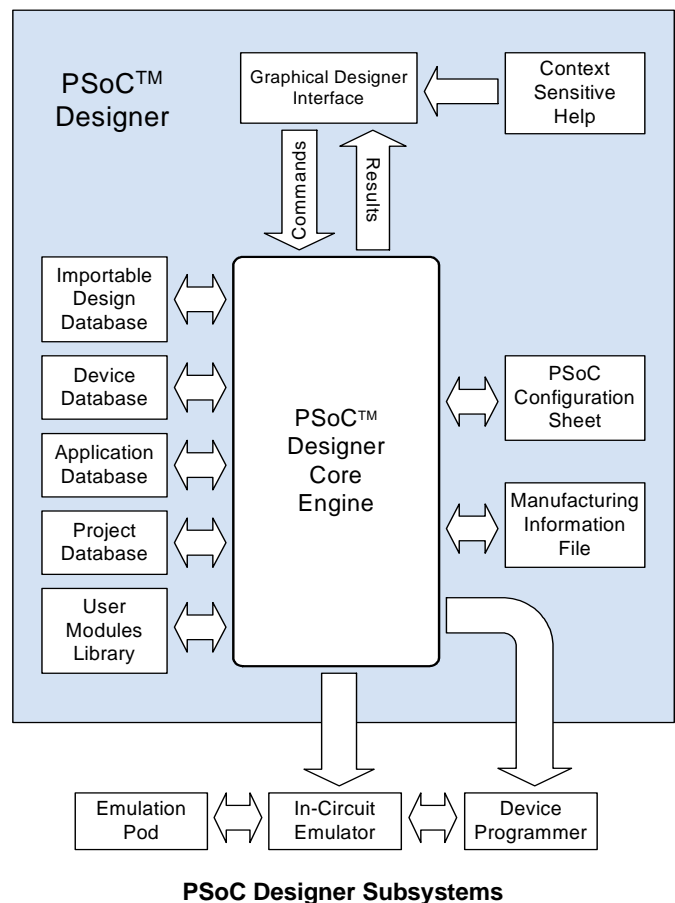 PSoC™
Designer
Graphical Designer
Interface
Context
Sensitive
Help
Commands
Results
Importable
Design
Database
Device
Database
Application
Database
Project
Database
User
Modules
Library
PSoC™
Designer
Core
Engine
PSoC
Configuration
Sheet
Manufacturing
Information
File
Emulation
Pod
In-Circuit
Emulator
Device
Programmer
PSoC Designer Subsystems